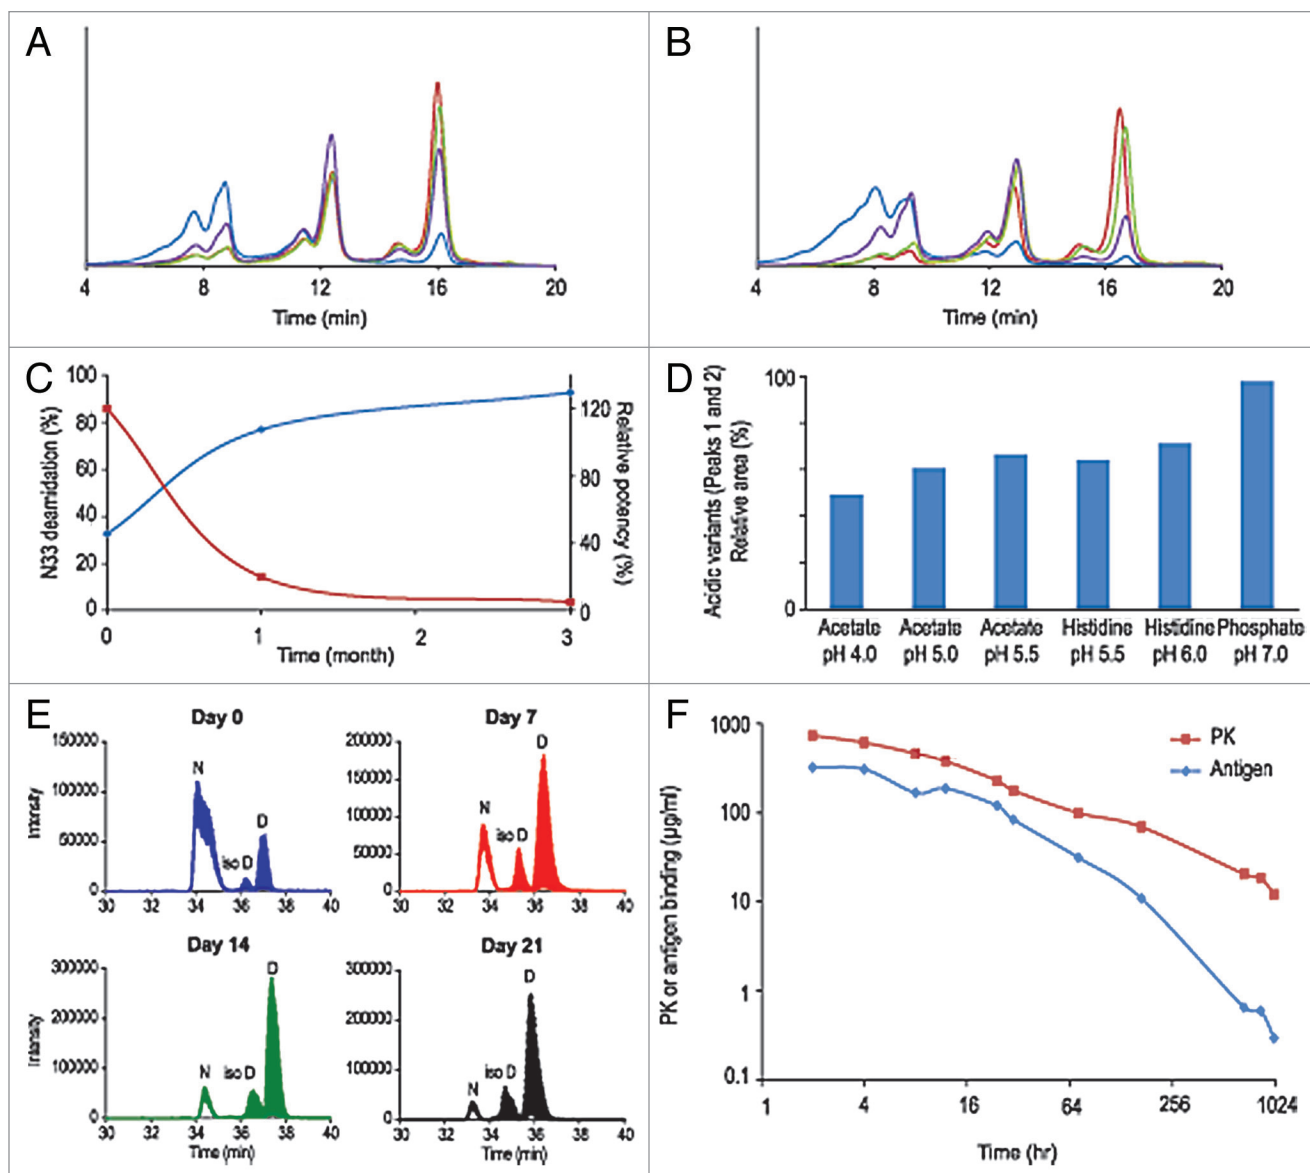 A
4 8 12 16 20
Time (min)
B
4 8 12 16 20
Time (min)
C
N33 deamidation (%)
100
80
60
40
20
0
120
80
40
0
Relative potency (%)
0 1 2 3
Time (month)
D
Acidic variants (Peaks 1 and 2)
Relative area (%)
100
0
Acetate Acetate Acetate Histidine Histidine Phosphate
pH 4.0 pH 5.0 pH 5.5 pH 5.5 pH 6.0 pH 7.0
E
Day 0
Intensity
150000
100000
50000
0
N
iso D
D
30 32 34 36 38 40
Day 7
200000
150000
100000
50000
0
N
iso D
D
30 32 34 36 38 40
Day 14
Intensity
300000
200000
100000
0
N
iso D
D
30 32 34 36 38 40
Time (min)
Day 21
300000
200000
100000
0
N
iso D
D
30 32 34 36 38 40
Time (min)
F
PK or antigen binding (µg/ml)
1000
100
10
1
0.1
PK
Antigen
1 4 16 64 256 1024
Time (hr)